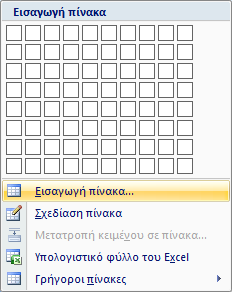 Εισαγωγή πίνακα
Εισαγωγή πίνακα...
Σχεδίαση πίνακα
Μετατροπή κειμένου σε πίνακα...
Υπολογιστικό φύλλο του Excel
Γρήγοροι πίνακες